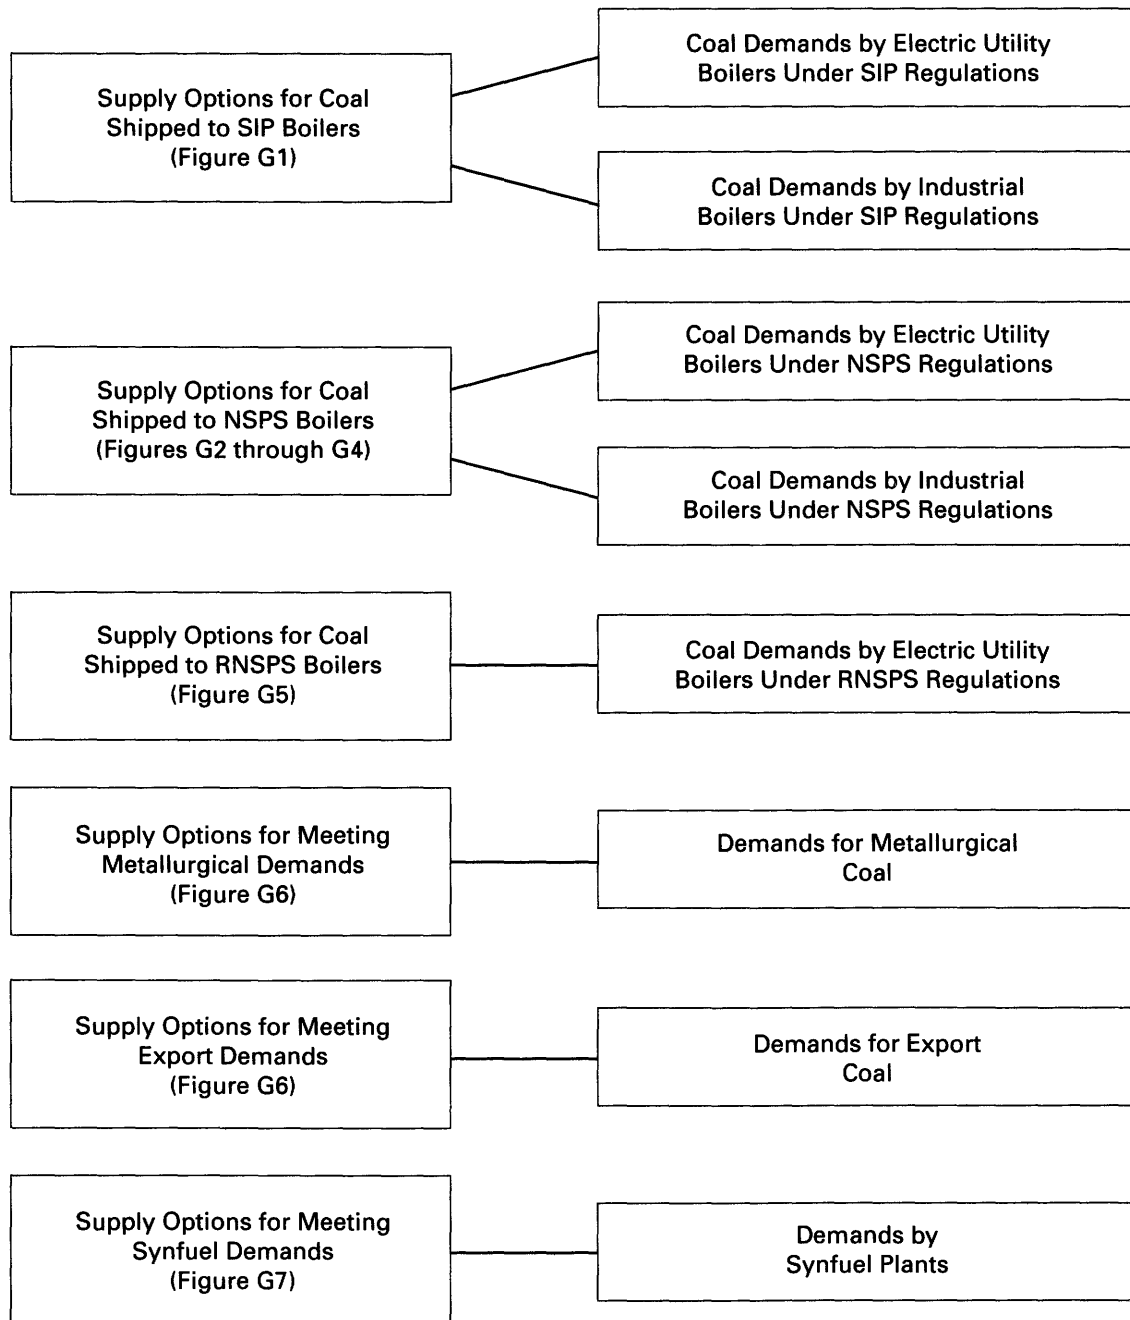 Supply Options for Coal
Shipped to SIP Boilers
(Figure G1)
Coal Demands by Electric Utility
Boilers Under SIP Regulations
Coal Demands by Industrial
Boilers Under SIP Regulations
Supply Options for Coal
Shipped to NSPS Boilers
(Figures G2 through G4)
Coal Demands by Electric Utility
Boilers Under NSPS Regulations
Coal Demands by Industrial
Boilers Under NSPS Regulations
Supply Options for Coal
Shipped to RNSPS Boilers
(Figure G5)
Coal Demands by Electric Utility
Boilers Under RNSPS Regulations
Supply Options for Meeting
Metallurgical Demands
(Figure G6)
Demands for Metallurgical
Coal
Supply Options for Meeting
Export Demands
(Figure G6)
Demands for Export
Coal
Supply Options for Meeting
Synfuel Demands
(Figure G7)
Demands by
Synfuel Plants